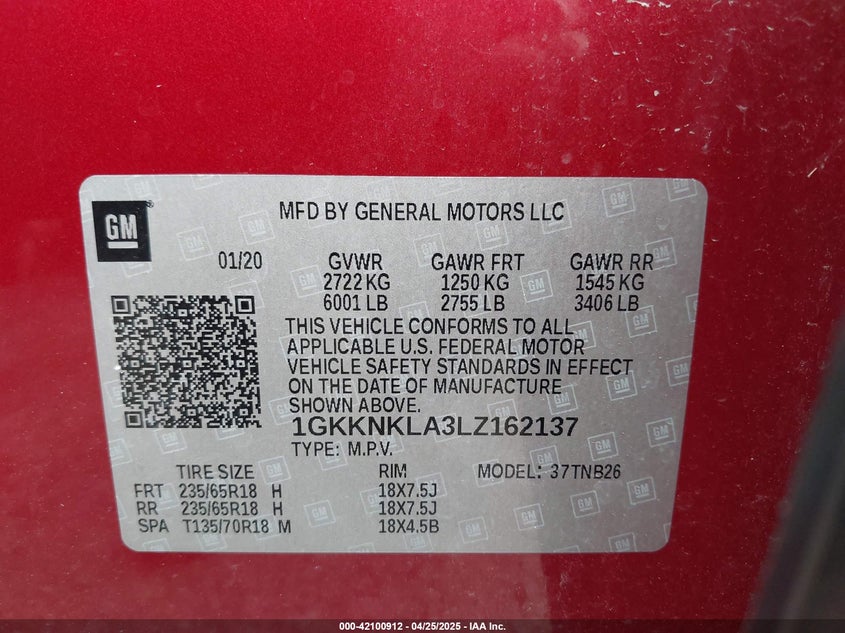 GM
MFD BY GENERAL MOTORS LLC
01/20 GVWR GAWR FRT GAWR RR
2722 KG 1250 KG 1545 KG
6001 LB 2755 LB 3406 LB
THIS VEHICLE CONFORMS TO ALL
APPLICABLE U.S. FEDERAL MOTOR
VEHICLE SAFETY STANDARDS IN EFFECT
ON THE DATE OF MANUFACTURE
SHOWN ABOVE.
1GKKNKLA3LZ162137
TYPE: M.P.V.
TIRE SIZE RIM MODEL: 37TNB26
FRT 235/65R18 H 18X7.5J
RR 235/65R18 H 18X7.5J
SPA T135/70R18 M 18X4.5B
000-42100912 / 04/25/2025 - IAA Inc.